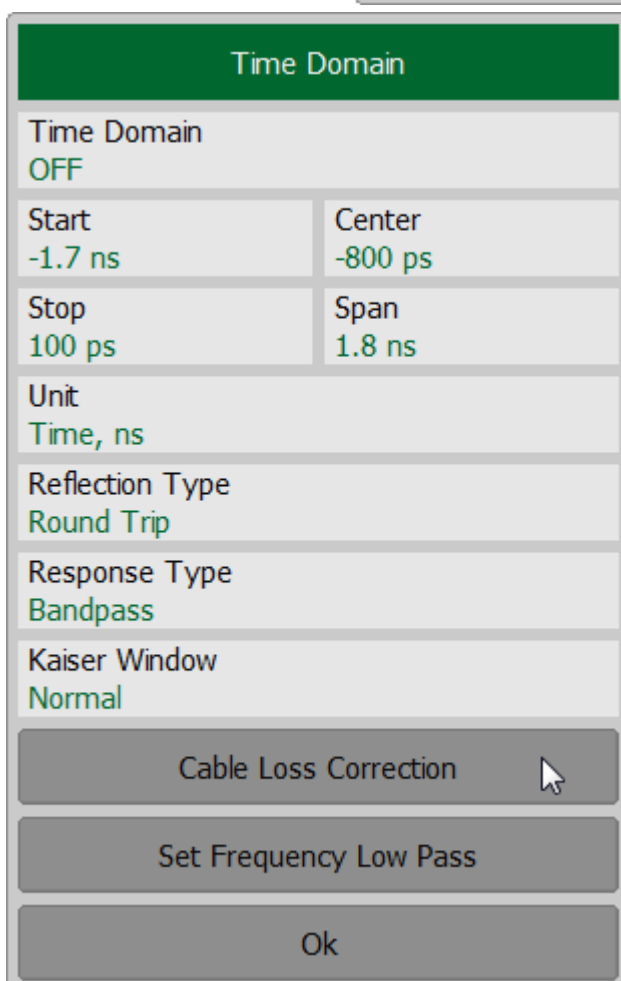 Time Domain
Time Domain
OFF
Start
-1.7 ns
Center
-800 ps
Stop
100 ps
Span
1.8 ns
Unit
Time, ns
Reflection Type
Round Trip
Response Type
Bandpass
Kaiser Window
Normal
Cable Loss Correction
Set Frequency Low Pass
Ok